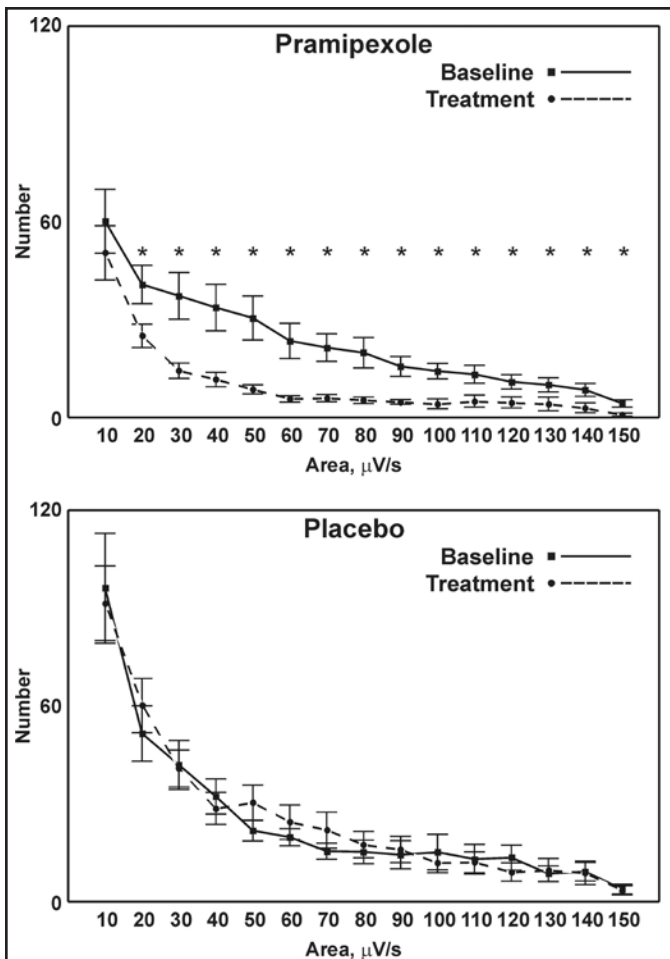 120
Pramipexole
Baseline
Treatment
Number
60
* * * * * * * * * * * * * *
0
10 20 30 40 50 60 70 80 90 100 110 120 130 140 150
Area, μV/s
120
Placebo
Baseline
Treatment
Number
60
0
10 20 30 40 50 60 70 80 90 100 110 120 130 140 150
Area, μV/s